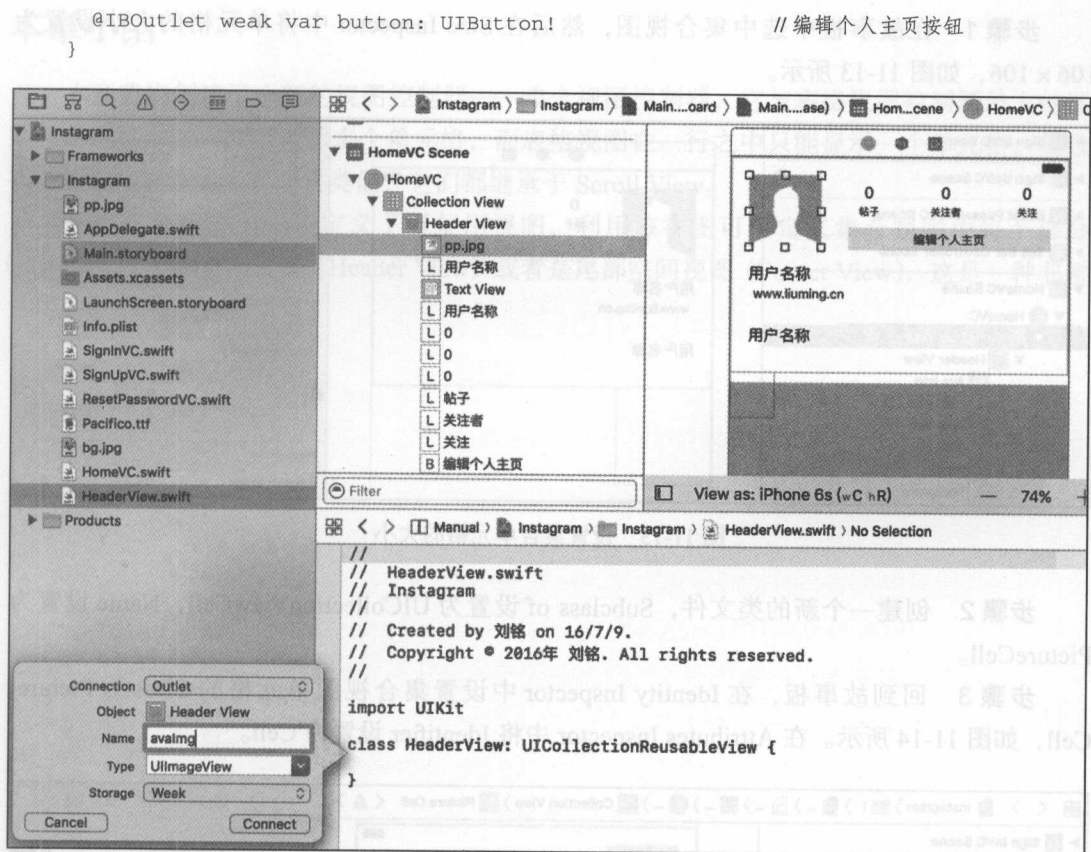 @IBOutlet weak var button: UIButton! // 编辑个人主页按钮
}
Instagram 〉 Instagram 〉 Main....oard 〉 Main....ase) 〉 Hom...cene 〉 HomeVC 〉
Instagram
Frameworks
Instagram
pp.jpg
AppDelegate.swift
Main.storyboard
Assets.xcassets
LaunchScreen.storyboard
Info.plist
SignInVC.swift
SignUpVC.swift
ResetPasswordVC.swift
Pacifico.ttf
bg.jpg
HomeVC.swift
HeaderView.swift
Products
HomeVC Scene
HomeVC
Collection View
Header View
pp.jpg
L 用户名称
Text View
L 用户名称
L 0
L 0
L 0
L 帖子
L 关注者
L 关注
B 编辑个人主页
Filter
0 0 0
帖子 关注者 关注
编辑个人主页
用户名称
www.liuming.cn
用户名称
View as: iPhone 6s (wC hR) — 74% +
Manual 〉 Instagram 〉 Instagram 〉 HeaderView.swift 〉 No Selection
//
// HeaderView.swift
// Instagram
//
// Created by 刘铭 on 16/7/9.
// Copyright © 2016年 刘铭. All rights reserved.
//
import UIKit
class HeaderView: UICollectionReusableView {
}
Connection Outlet
Object Header View
Name avaImg
Type UIImageView
Storage Weak
Cancel Connect